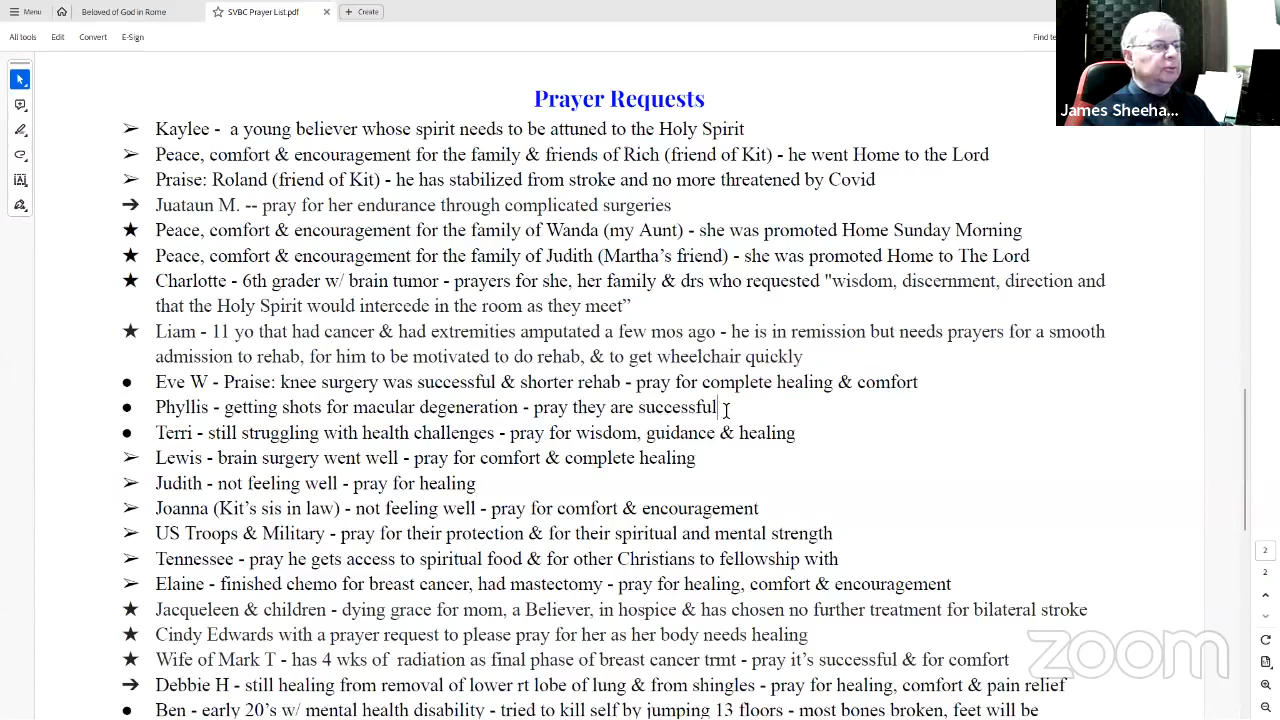 Menu
Beloved of God in Rome
SVBC Prayer List.pdf
Create
All tools
Edit
Convert
E-Sign
Find te
James Sheeha...
Prayer Requests
➢ Kaylee - a young believer whose spirit needs to be attuned to the Holy Spirit
➢ Peace, comfort & encouragement for the family & friends of Rich (friend of Kit) - he went Home to the Lord
➢ Praise: Roland (friend of Kit) - he has stabilized from stroke and no more threatened by Covid
➔ Juataun M. -- pray for her endurance through complicated surgeries
★ Peace, comfort & encouragement for the family of Wanda (my Aunt) - she was promoted Home Sunday Morning
★ Peace, comfort & encouragement for the family of Judith (Martha’s friend) - she was promoted Home to The Lord
★ Charlotte - 6th grader w/ brain tumor - prayers for she, her family & drs who requested "wisdom, discernment, direction and
that the Holy Spirit would intercede in the room as they meet”
★ Liam - 11 yo that had cancer & had extremities amputated a few mos ago - he is in remission but needs prayers for a smooth
admission to rehab, for him to be motivated to do rehab, & to get wheelchair quickly
● Eve W - Praise: knee surgery was successful & shorter rehab - pray for complete healing & comfort
● Phyllis - getting shots for macular degeneration - pray they are successful
● Terri - still struggling with health challenges - pray for wisdom, guidance & healing
➢ Lewis - brain surgery went well - pray for comfort & complete healing
➢ Judith - not feeling well - pray for healing
➢ Joanna (Kit’s sis in law) - not feeling well - pray for comfort & encouragement
➢ US Troops & Military - pray for their protection & for their spiritual and mental strength
➢ Tennessee - pray he gets access to spiritual food & for other Christians to fellowship with
➢ Elaine - finished chemo for breast cancer, had mastectomy - pray for healing, comfort & encouragement
★ Jacqueleen & children - dying grace for mom, a Believer, in hospice & has chosen no further treatment for bilateral stroke
★ Cindy Edwards with a prayer request to please pray for her as her body needs healing
★ Wife of Mark T - has 4 wks of radiation as final phase of breast cancer trmt - pray it’s successful & for comfort
➔ Debbie H - still healing from removal of lower rt lobe of lung & from shingles - pray for healing, comfort & pain relief
● Ben - early 20’s w/ mental health disability - tried to kill self by jumping 13 floors - most bones broken, feet will be
2
2
zoom